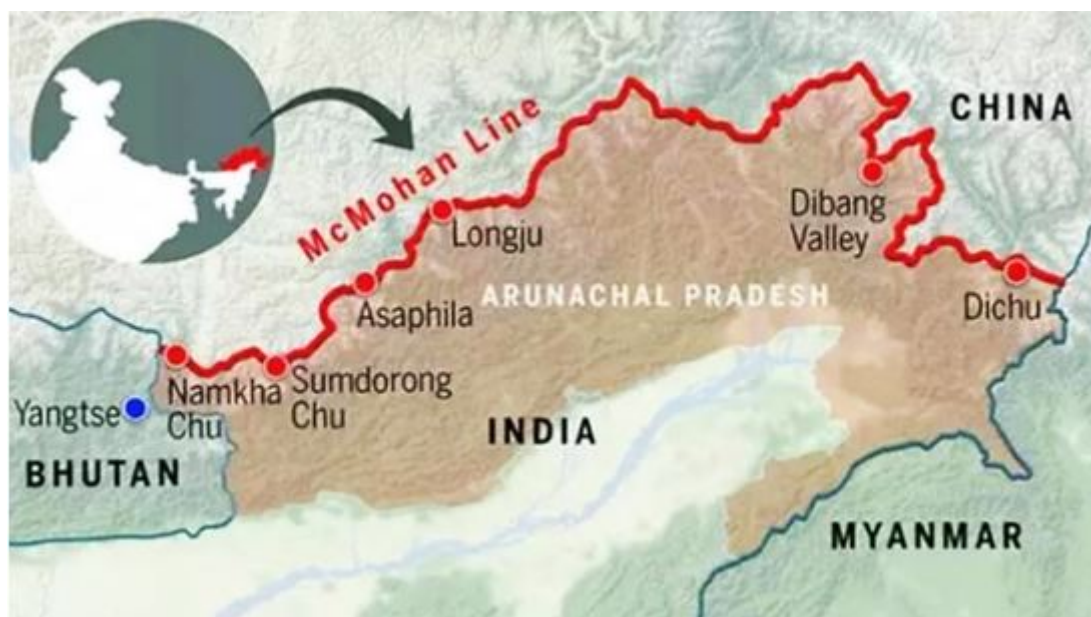 McMohan Line
CHINA
Longju
Dibang
Valley
Asaphila
ARUNACHAL PRADESH
Dichu
Namkha
Chu
Sumdorong
Chu
Yangtse
INDIA
BHUTAN
MYANMAR